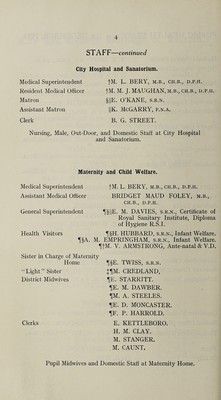 4
STAFF—continued
City Hospital and Sanatorium.
Medical Superintendent †M. L. BERY, M.B., CH.B., D.P.H.
Resident Medical Officer †M. M. J. MAUGHAN, M.B., CH.B., D.P.H.
Matron §‖E. O'KANE, S.R.N.
Assistant Matron ‖K. McGARRY, F.N.A.
Clerk B. G. STREET.
Nursing, Male, Out-Door, and Domestic Staff at City Hospital
and Sanatorium.
Maternity and Child Welfare.
Medical Superintendent †M. L. BERY, M.B., CH.B., D.P.H.
Assistant Medical Officer BRIDGET MAUD FOLEY, M.B.,
CH.B., D.P.H.
General Superintendent ¶§‖E. M. DAVIES, S.R.N., Certificate of
Royal Sanitary Institute, Diploma
of Hygiene R.S.I.
Health Visitors ¶§H. HUBBARD, S.R.N., Infant Welfare.
¶§A. M. EMPRINGHAM, S.R.N., Infant Welfare.
M. V. ARMSTRONG, Ante-natal & V.D.
Sister in Charge of Maternity
Home ¶§E. TWISS, S.R.N.
"Light" Sister ‡¶M. CREDLAND,
District Midwives ¶E. STARRITT.
¶E. M. DAWBER.
¶M. A. STEELES.
¶E. D. MONCASTER.
¶F. P. HARROLD.
Clerks E. KETTLEBORO.
H. M. CLAY.
M. STANGER.
M. CAUNT.
Pupil Midwives and Domestic Staff at Maternity Home.